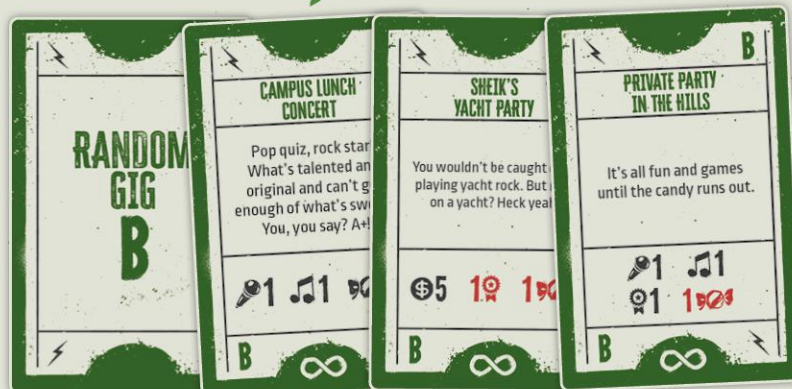 RANDOM
GIG
B
CAMPUS LUNCH
CONCERT
Pop quiz, rock star
What's talented an
original and can't g
enough of what's swe
You, you say? A+!
1 1
B
SHEIK'S
YACHT PARTY
You wouldn't be caught
playing yacht rock. But
on a yacht? Heck yeah
$5 1 1
B
B
PRIVATE PARTY
IN THE HILLS
It's all fun and games
until the candy runs out.
1 1
1 1
B